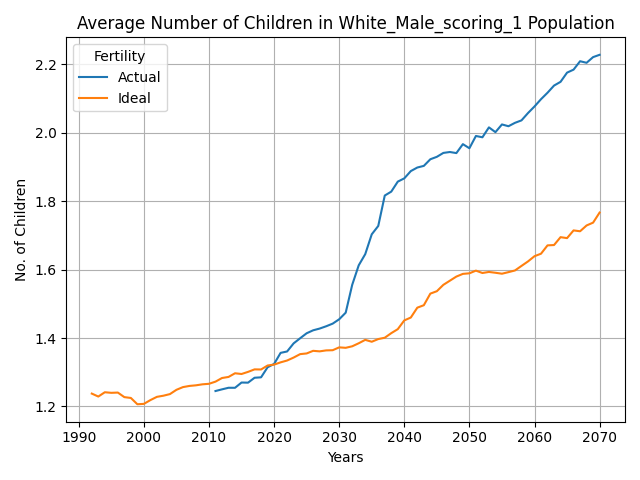 Average Number of Children in White_Male_scoring_1 Population
Fertility
Actual
Ideal
No. of Children
2.2
2.0
1.8
1.6
1.4
1.2
1990 2000 2010 2020 2030 2040 2050 2060 2070
Years